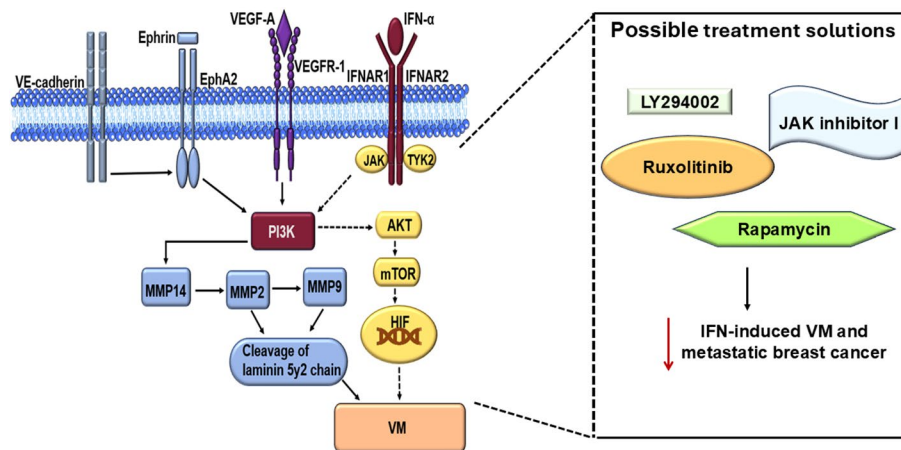 VEGF-A
IFN-α
Ephrin
VE-cadherin
EphA2
VEGFR-1
IFNAR1
IFNAR2
JAK
TYK2
PI3K
AKT
mTOR
MMP14
MMP2
MMP9
HIF
Cleavage of
laminin 5y2 chain
VM
Possible treatment solutions
LY294002
JAK inhibitor I
Ruxolitinib
Rapamycin
IFN-induced VM and
metastatic breast cancer